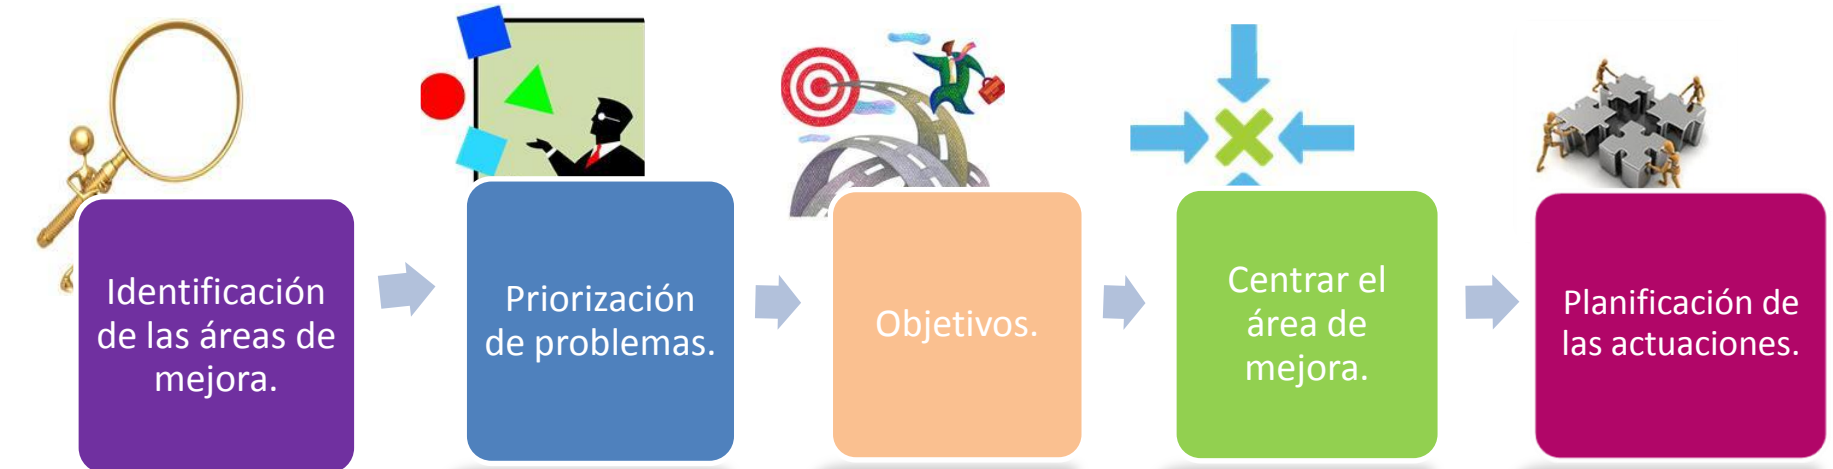 Identificación
de las áreas de
mejora.
Priorización
de problemas.
Objetivos.
Centrar el
área de
mejora.
Planificación de
las actuaciones.